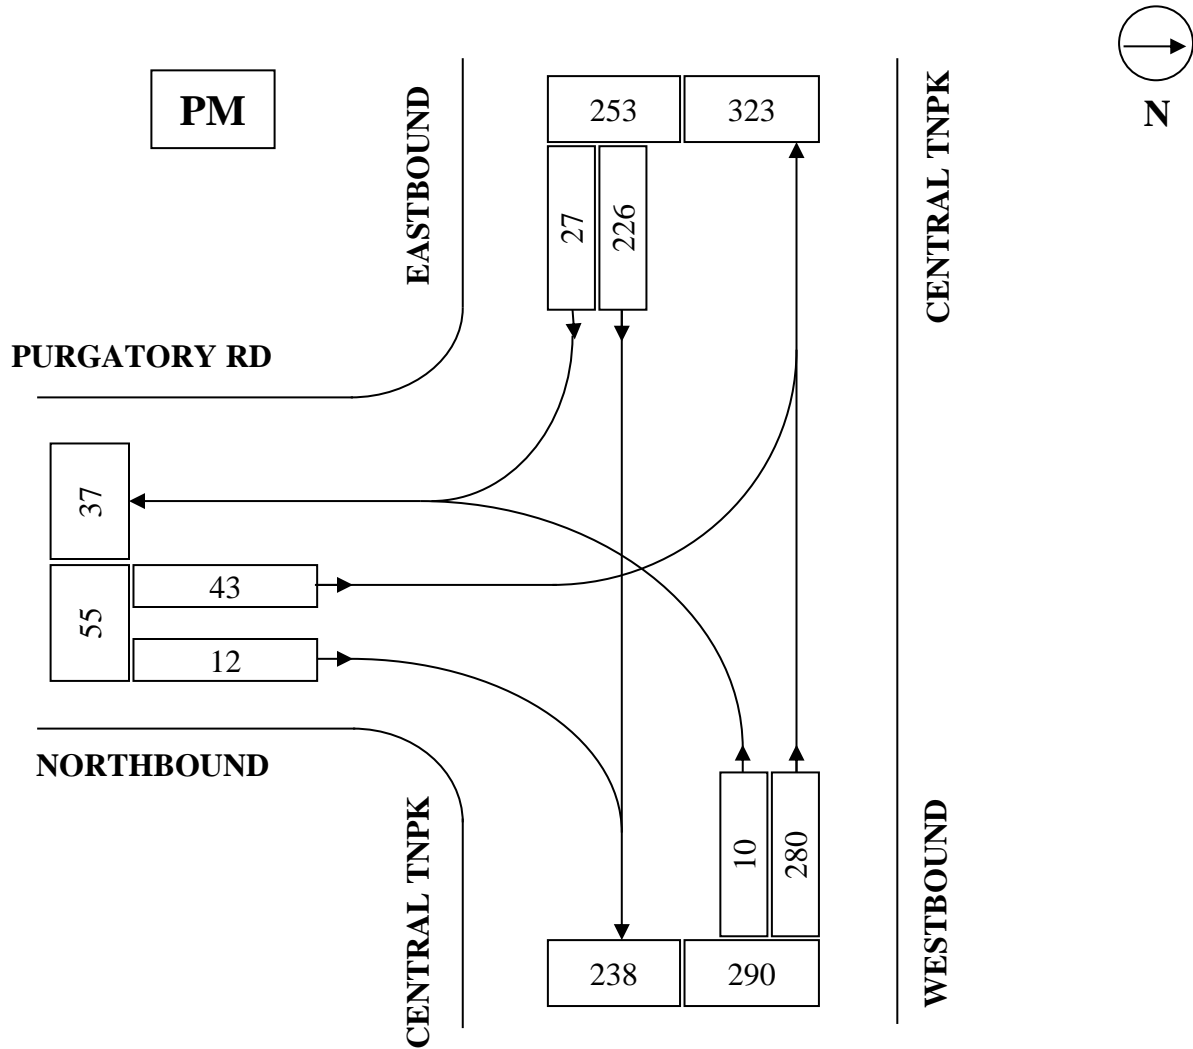 PM
EASTBOUND
253
323
CENTRAL TNPK
N
27
226
PURGATORY RD
37
55
43
12
NORTHBOUND
CENTRAL TNPK
10
280
WESTBOUND
238
290